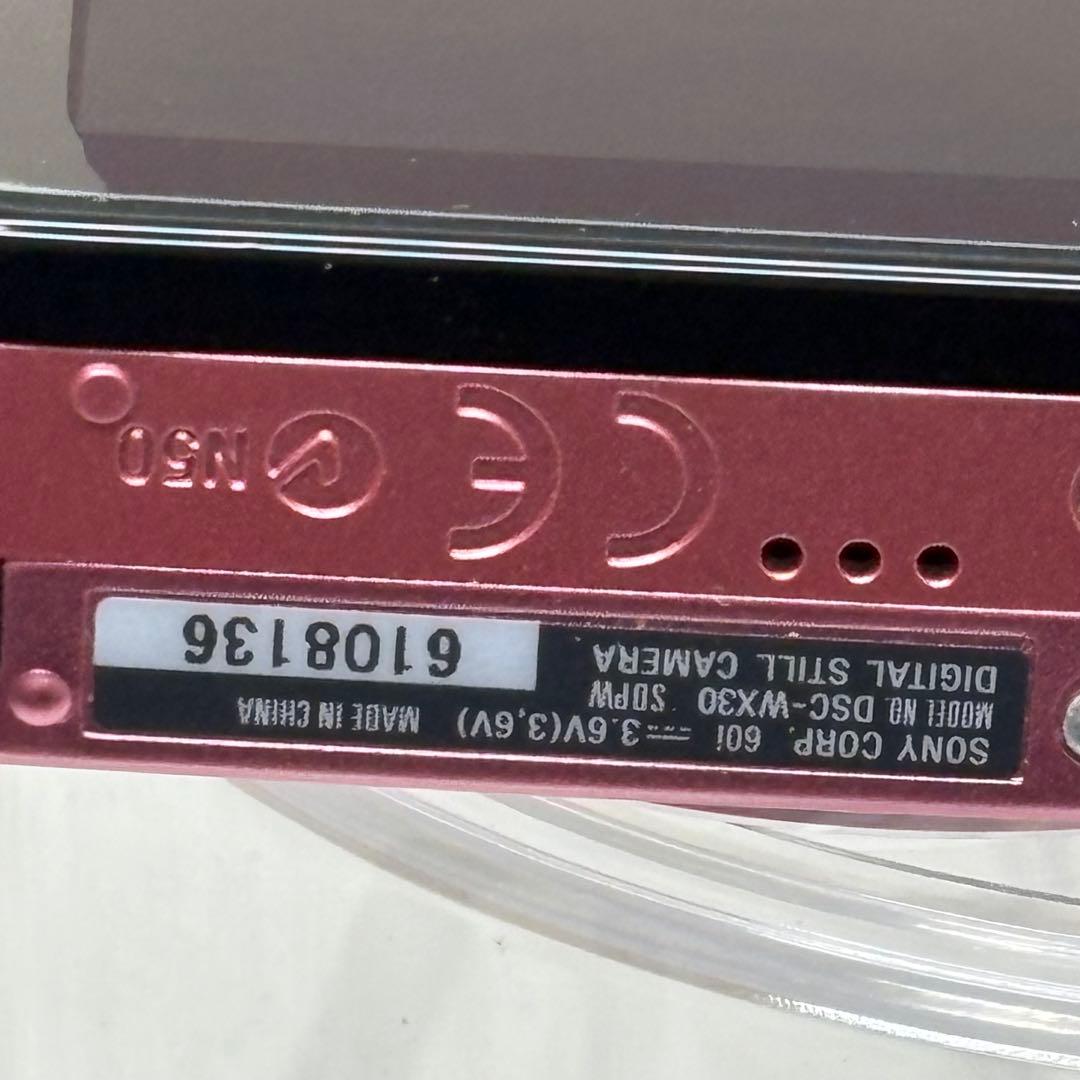 SONY CORP. 60i ⎓ 3.6V(3,6V) MADE IN CHINA
MODEL NO. DSC-WX30 SDPW
DIGITAL STILL CAMERA 6108136
CE N50